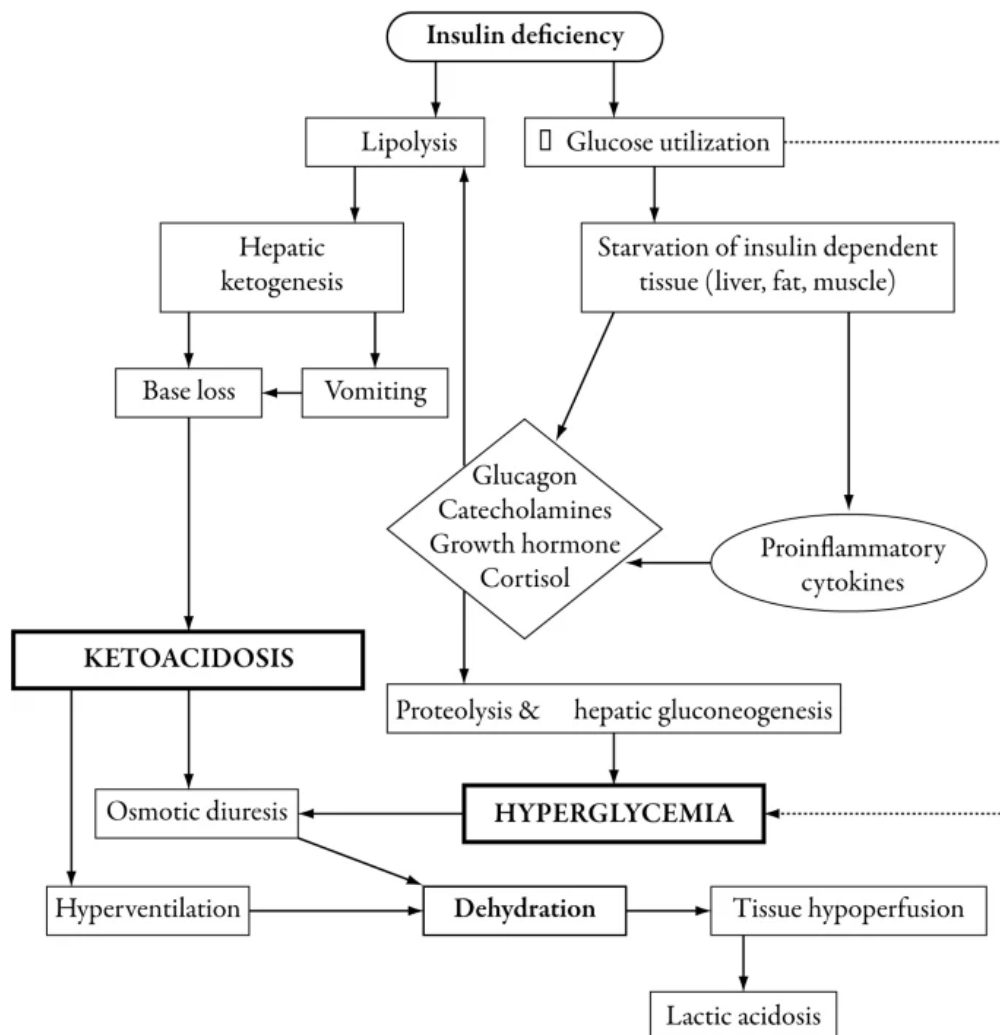 Insulin deficiency
Lipolysis
Glucose utilization
Hepatic
ketogenesis
Starvation of insulin dependent
tissue (liver, fat, muscle)
Base loss
Vomiting
Glucagon
Catecholamines
Growth hormone
Cortisol
Proinflammatory
cytokines
KETOACIDOSIS
Proteolysis & hepatic gluconeogenesis
Osmotic diuresis
HYPERGLYCEMIA
Hyperventilation
Dehydration
Tissue hypoperfusion
Lactic acidosis